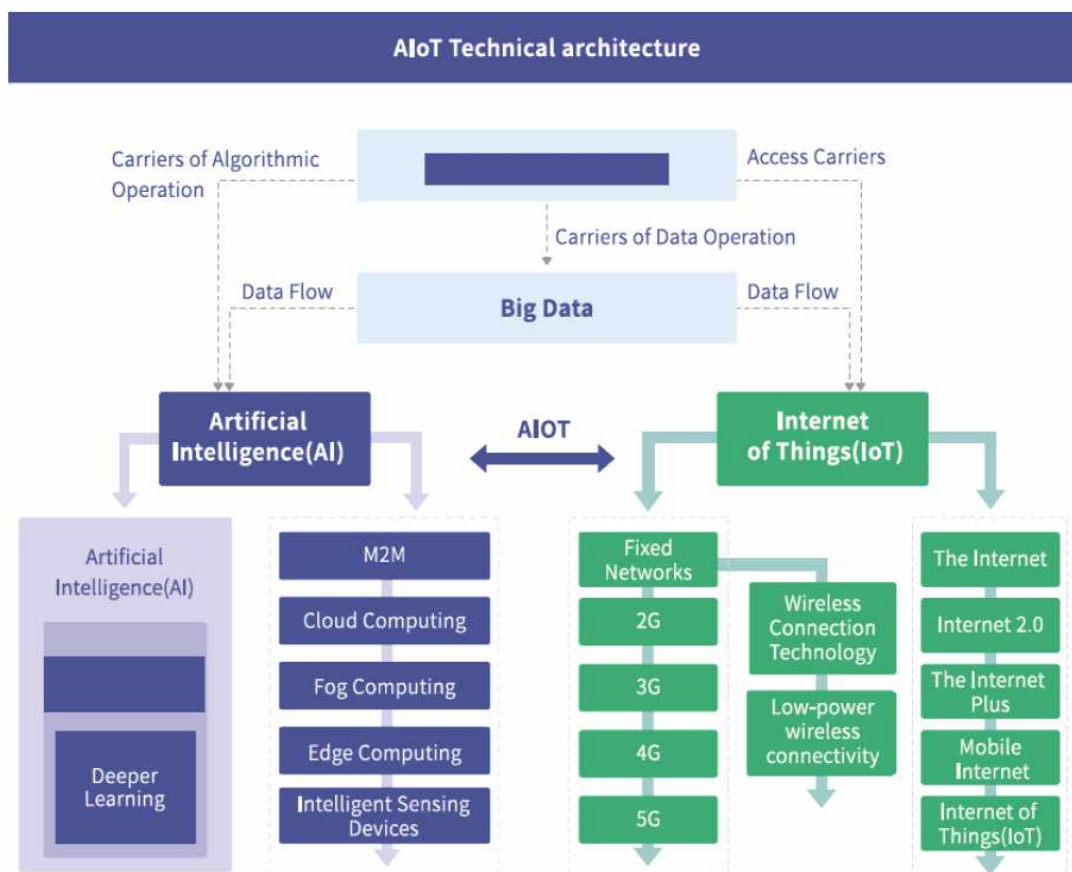 AIoT Technical architecture
Carriers of Algorithmic
Operation
Access Carriers
Carriers of Data Operation
Data Flow
Big Data
Data Flow
Artificial
Intelligence(AI)
AIOT
Internet
of Things(IoT)
Artificial
Intelligence(AI)
Deeper
Learning
M2M
Cloud Computing
Fog Computing
Edge Computing
Intelligent Sensing
Devices
Fixed
Networks
2G
3G
4G
5G
Wireless
Connection
Technology
Low-power
wireless
connectivity
The Internet
Internet 2.0
The Internet
Plus
Mobile
Internet
Internet of
Things(IoT)